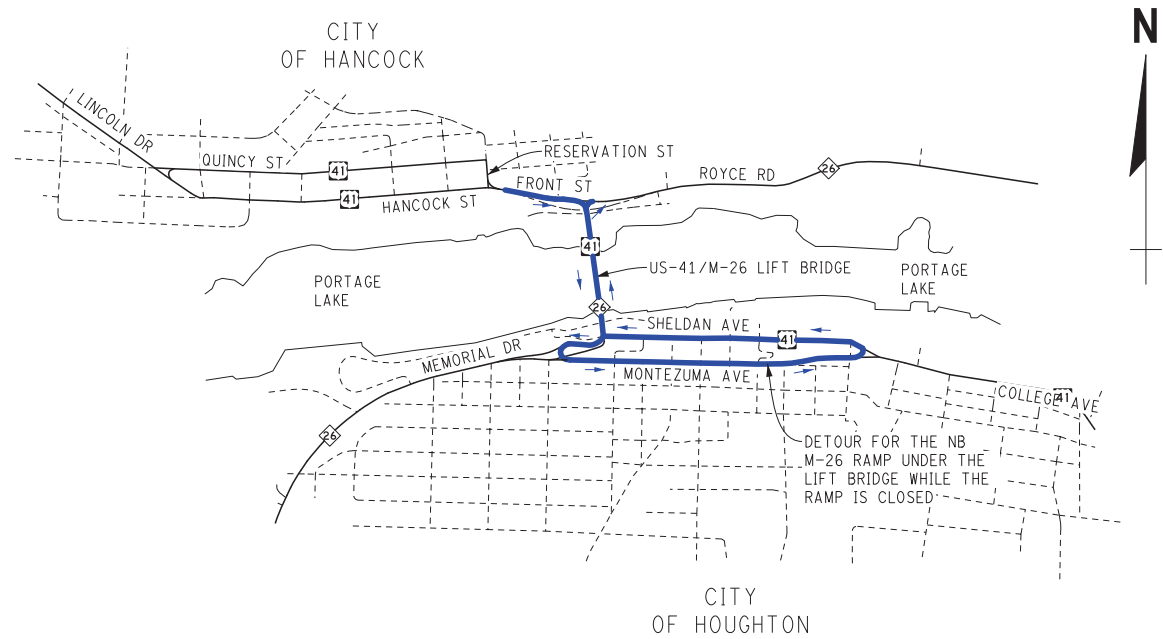 CITY
OF HANCOCK
N
LINCOLN DR
QUINCY ST
41
RESERVATION ST
41
HANCOCK ST
FRONT ST
ROYCE RD
26
41
US-41/M-26 LIFT BRIDGE
PORTAGE
LAKE
PORTAGE
LAKE
26
SHELDAN AVE
41
MEMORIAL DR
MONTEZUMA AVE
COLLEGE AVE
41
26
DETOUR FOR THE NB
M-26 RAMP UNDER THE
LIFT BRIDGE WHILE THE
RAMP IS CLOSED
CITY
OF HOUGHTON